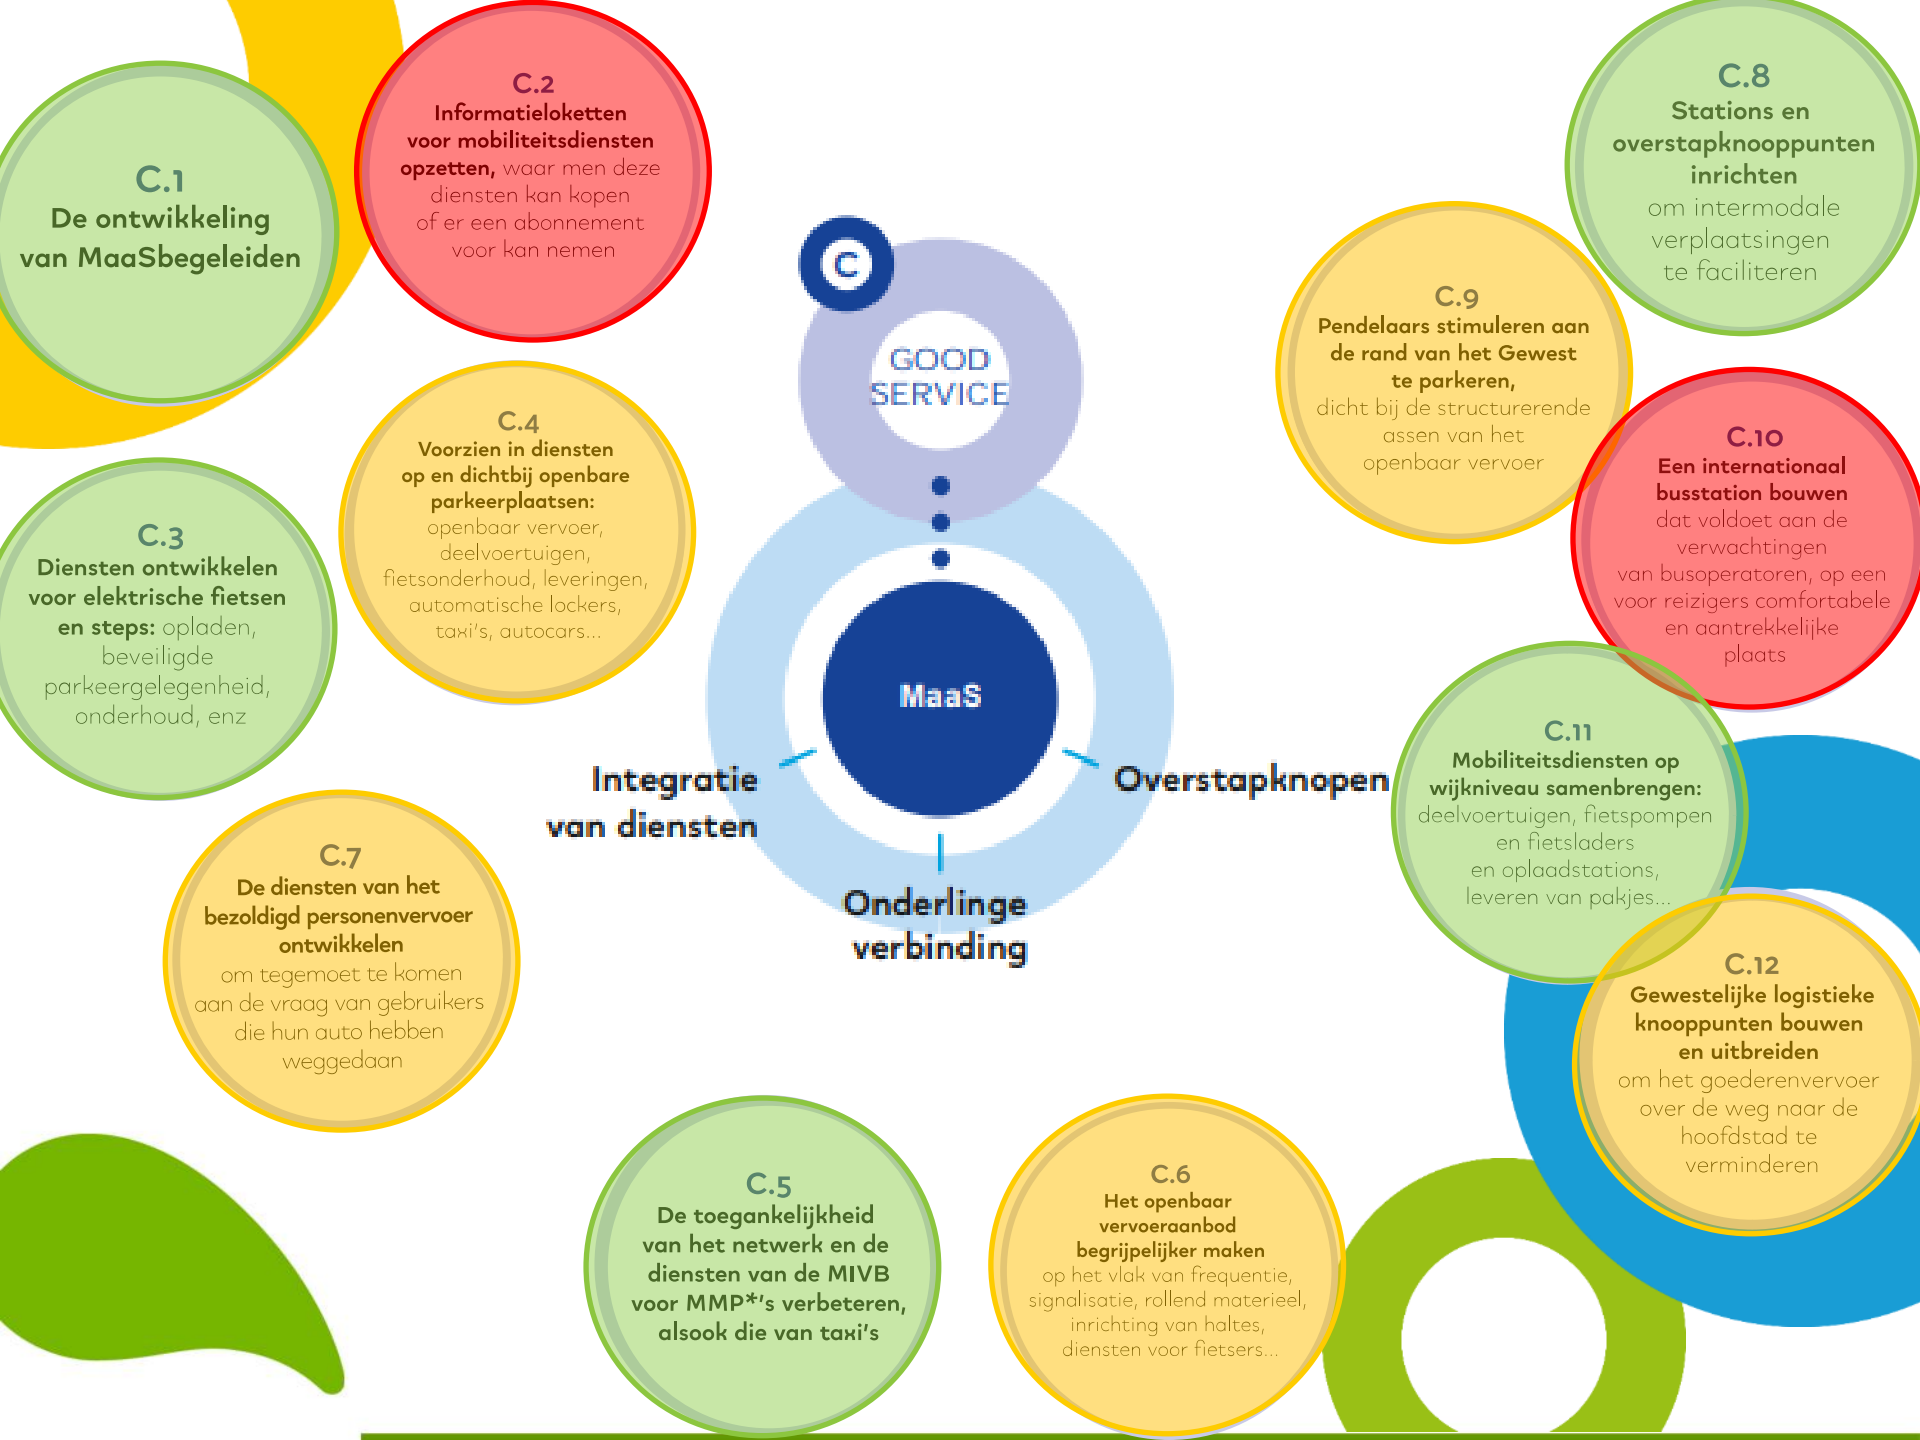 C.1
De ontwikkeling
van MaaSbegeleiden
C.2
Informatieloketten
voor mobiliteitsdiensten
opzetten, waar men deze
diensten kan kopen
of er een abonnement
voor kan nemen
C.3
Diensten ontwikkelen
voor elektrische fietsen
en steps: opladen,
beveiligde
parkeergelegenheid,
onderhoud, enz
C.4
Voorzien in diensten
op en dichtbij openbare
parkeerplaatsen:
openbaar vervoer,
deelvoertuigen,
fietsonderhoud, leveringen,
automatische lockers,
taxi's, autocars...
C.7
De diensten van het
bezoldigd personenvervoer
ontwikkelen
om tegemoet te komen
aan de vraag van gebruikers
die hun auto hebben
weggedaan
C
GOOD
SERVICE
MaaS
Integratie
van diensten
Overstapknopen
Onderlinge
verbinding
C.5
De toegankelijkheid
van het netwerk en de
diensten van de MIVB
voor MMP*'s verbeteren,
alsook die van taxi's
C.6
Het openbaar
vervoeraanbod
begrijpelijker maken
op het vlak van frequentie,
signalisatie, rollend materieel,
inrichting van haltes,
diensten voor fietsers...
C.8
Stations en
overstapknooppunten
inrichten
om intermodale
verplaatsingen
te faciliteren
C.9
Pendelaars stimuleren aan
de rand van het Gewest
te parkeren,
dicht bij de structurerende
assen van het
openbaar vervoer
C.10
Een internationaal
busstation bouwen
dat voldoet aan de
verwachtingen
van busoperatoren, op een
voor reizigers comfortabele
en aantrekkelijke
plaats
C.11
Mobiliteitsdiensten op
wijkniveau samenbrengen:
deelvoertuigen, fietspompen
en fietsladers
en oplaadstations,
leveren van pakjes...
C.12
Gewestelijke logistieke
knooppunten bouwen
en uitbreiden
om het goederenvervoer
over de weg naar de
hoofdstad te
verminderen